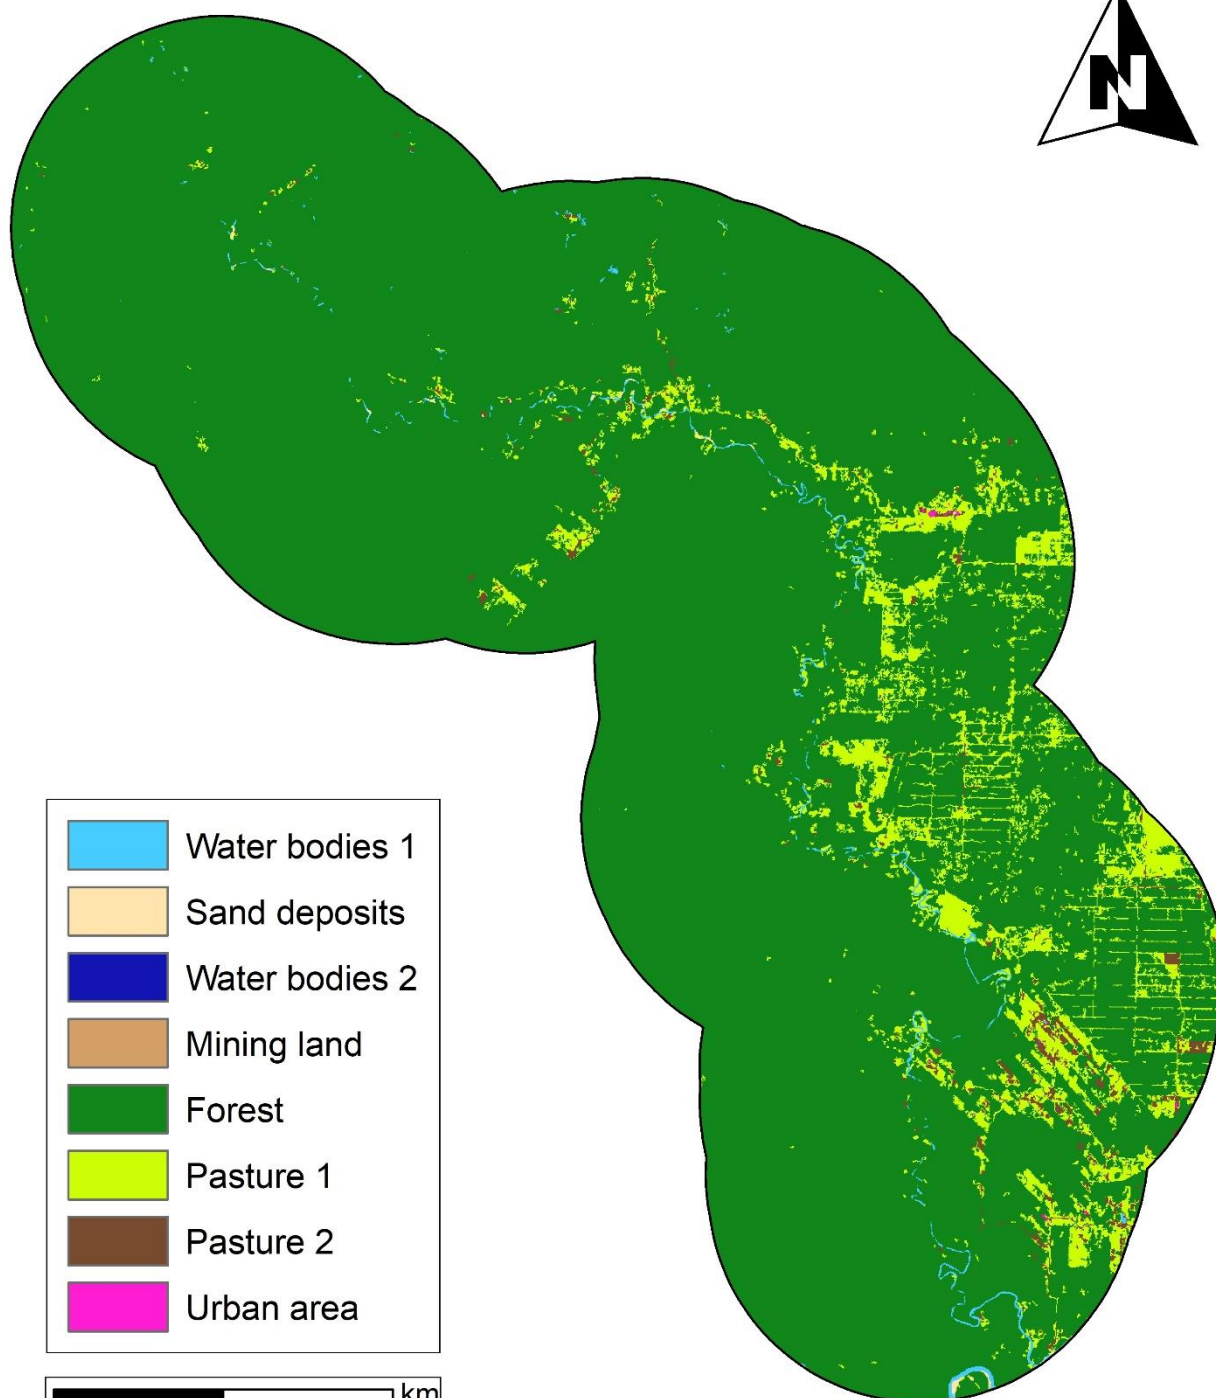 N
Water bodies 1
Sand deposits
Water bodies 2
Mining land
Forest
Pasture 1
Pasture 2
Urban area
km